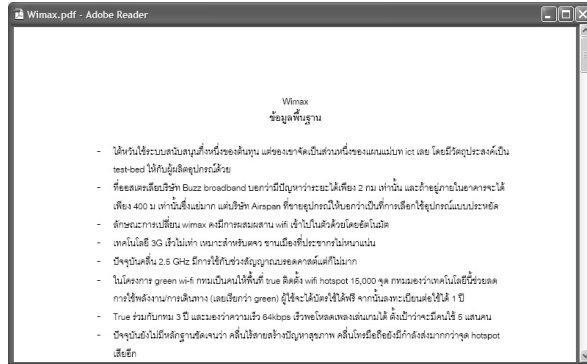 Wimax.pdf - Adobe Reader
Wimax
ข้อมูลพื้นฐาน
- ไต้หวันใช้ระบบสนับสนุนกึ่งหนึ่งของต้นทุน แต่ของเขาจัดเป็นส่วนหนึ่งของแผนแม่บท ict เลย โดยมีวัตถุประสงค์เป็น
test-bed ให้กับผู้ผลิตอุปกรณ์ด้วย
- ที่ออสเตรเลียบริษัท Buzz broadband บอกว่ามีปัญหาว่าระยะได้เพียง 2 กม เท่านั้น และถ้าอยู่ภายในอาคารจะได้
เพียง 400 ม เท่านั้นซึ่งแย่มาก แต่บริษัท Airspan ที่ขายอุปกรณ์ให้บอกว่าเป็นที่การเลือกใช้อุปกรณ์แบบประหยัด
- ลักษณะการเปลี่ยน wimax คงมีการผสมผสาน wifi เข้าไปในตัวด้วยโดยอัตโนมัต
- เทคโนโลยี 3G เร็วไม่เท่า เหมาะสำหรับตจว ชานเมืองที่ประชากรไม่หนาแน่น
- ปัจจุบันคลื่น 2.5 GHz มีการใช้กับช่วงสัญญาณบรอดคาสต์แต่ก็ไม่มาก
- ในโครงการ green wi-fi กทมเป็นคนให้พื้นที่ true ติดตั้ง wifi hotspot 15,000 จุด กทมมองว่าเทคโนโลยีนี้ช่วยลด
การใช้พลังงาน/การเดินทาง (เลยเรียกว่า green) ผู้ใช้จะได้บัตรใช้ได้ฟรี จากนั้นลงทะเบียนต่อใช้ได้ 1 ปี
- True ร่วมกับกทม 3 ปี และมองว่าความเร็ว 64kbps เร็วพอโหลดเพลงเล่นเกมได้ ตั้งเป้าว่าจะมีคนใช้ 5 แสนคน
- ปัจจุบันยังไม่มีหลักฐานชัดเจนว่า คลื่นไร้สายสร้างปัญหาสุขภาพ คลื่นโทรมือถือยังมีกำลังส่งมากกว่าจุด hotspot
เสียอีก